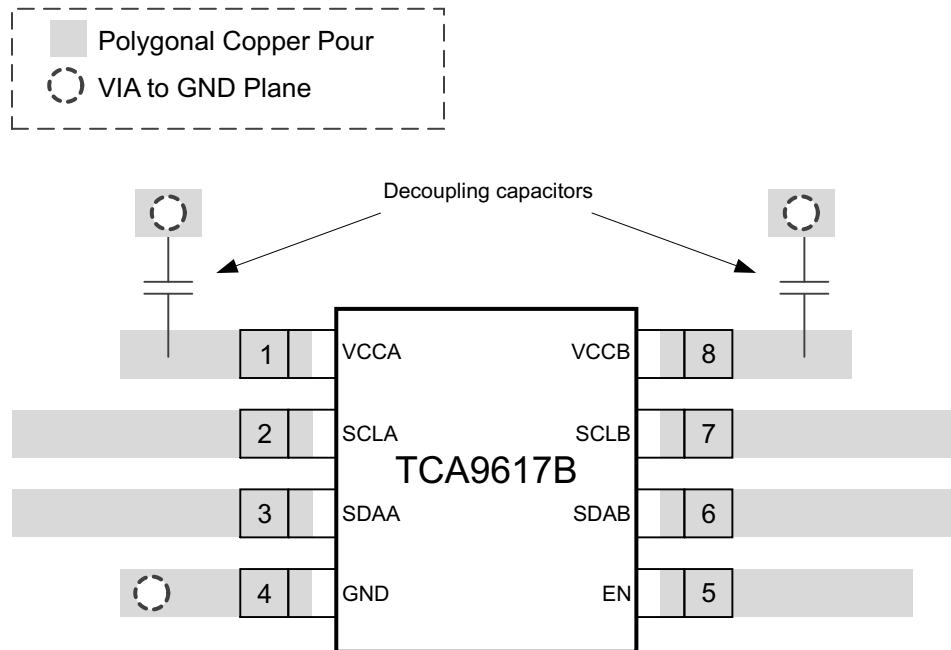 Polygonal Copper Pour
VIA to GND Plane
Decoupling capacitors
1 VCCA VCCB 8
2 SCLA SCLB 7
TCA9617B
3 SDAA SDAB 6
4 GND EN 5